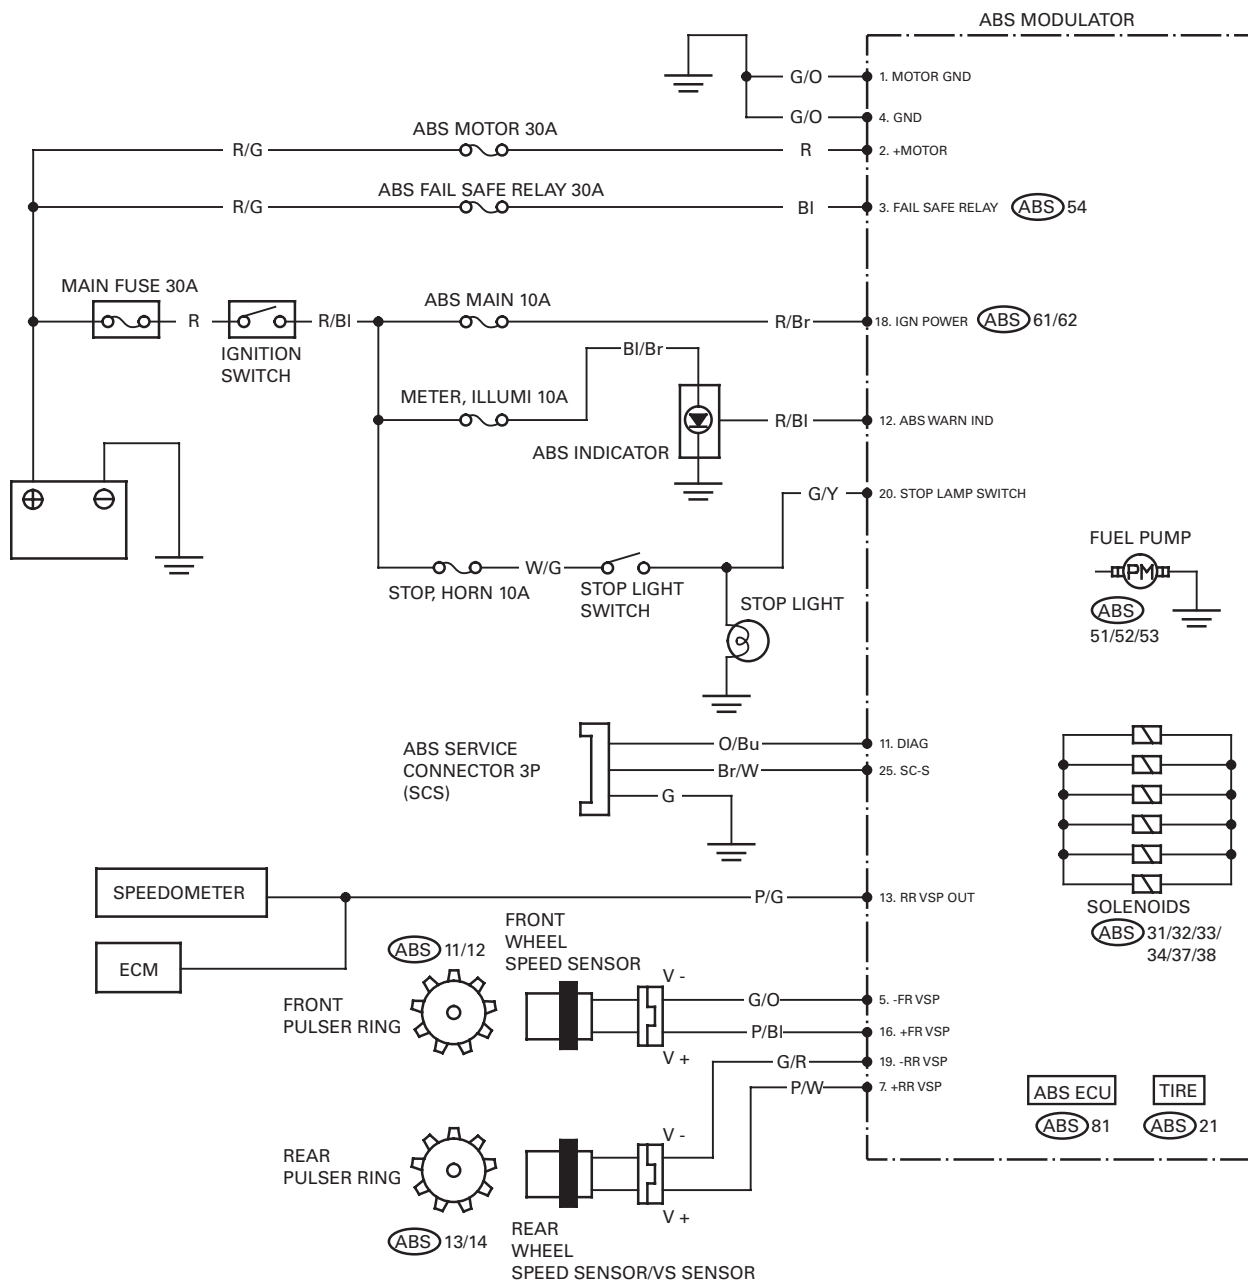 ABS MODULATOR
G/O
1. MOTOR GND
G/O
4. GND
ABS MOTOR 30A
R/G
R
2. +MOTOR
ABS FAIL SAFE RELAY 30A
R/G
Bl
3. FAIL SAFE RELAY
ABS 54
MAIN FUSE 30A
R
R/Bl
IGNITION
SWITCH
ABS MAIN 10A
R/Br
18. IGN POWER
ABS 61/62
Bl/Br
METER, ILLUMI 10A
R/Bl
12. ABS WARN IND
ABS INDICATOR
G/Y
20. STOP LAMP SWITCH
FUEL PUMP
PM
ABS
51/52/53
W/G
STOP, HORN 10A
STOP LIGHT
SWITCH
STOP LIGHT
ABS SERVICE
CONNECTOR 3P
(SCS)
O/Bu
11. DIAG
Br/W
25. SC-S
G
SOLENOIDS
ABS 31/32/33/
34/37/38
SPEEDOMETER
P/G
13. RR VSP OUT
ECM
ABS 11/12
FRONT
WHEEL
SPEED SENSOR
FRONT
PULSER RING
V -
G/O
5. -FR VSP
P/Bl
16. +FR VSP
V +
G/R
19. -RR VSP
P/W
7. +RR VSP
ABS ECU
ABS 81
TIRE
ABS 21
REAR
PULSER RING
V -
V +
ABS 13/14
REAR
WHEEL
SPEED SENSOR/VS SENSOR